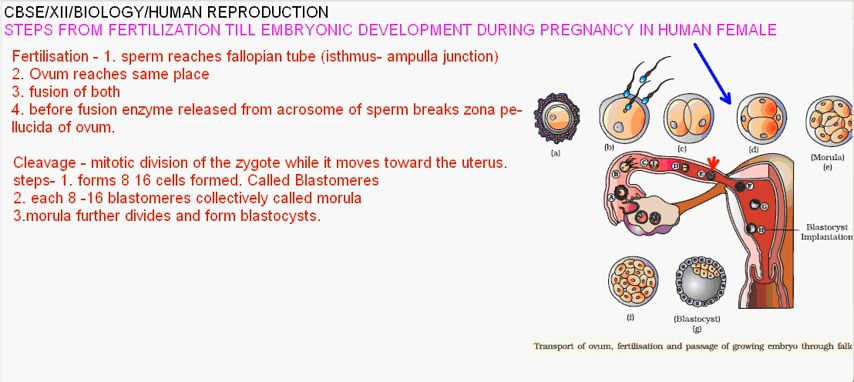 CBSE/XII/BIOLOGY/HUMAN REPRODUCTION
STEPS FROM FERTILIZATION TILL EMBRYONIC DEVELOPMENT DURING PREGNANCY IN HUMAN FEMALE
Fertilisation - 1. sperm reaches fallopian tube (isthmus- ampulla junction)
2. Ovum reaches same place
3. fusion of both
4. before fusion enzyme released from acrosome of sperm breaks zona pe-
llucida of ovum.
Cleavage - mitotic division of the zygote while it moves toward the uterus.
steps- 1. forms 8 16 cells formed. Called Blastomeres
2. each 8 -16 blastomeres collectively called morula
3.morula further divides and form blastocysts.
(a)
(b)
(c)
(d)
(Morula)
(e)
B
C
D
E
A
F
G
H
Blastocyst
Implantation
(f)
(Blastocyst)
(g)
Transport of ovum, fertilisation and passage of growing embryo through fallo